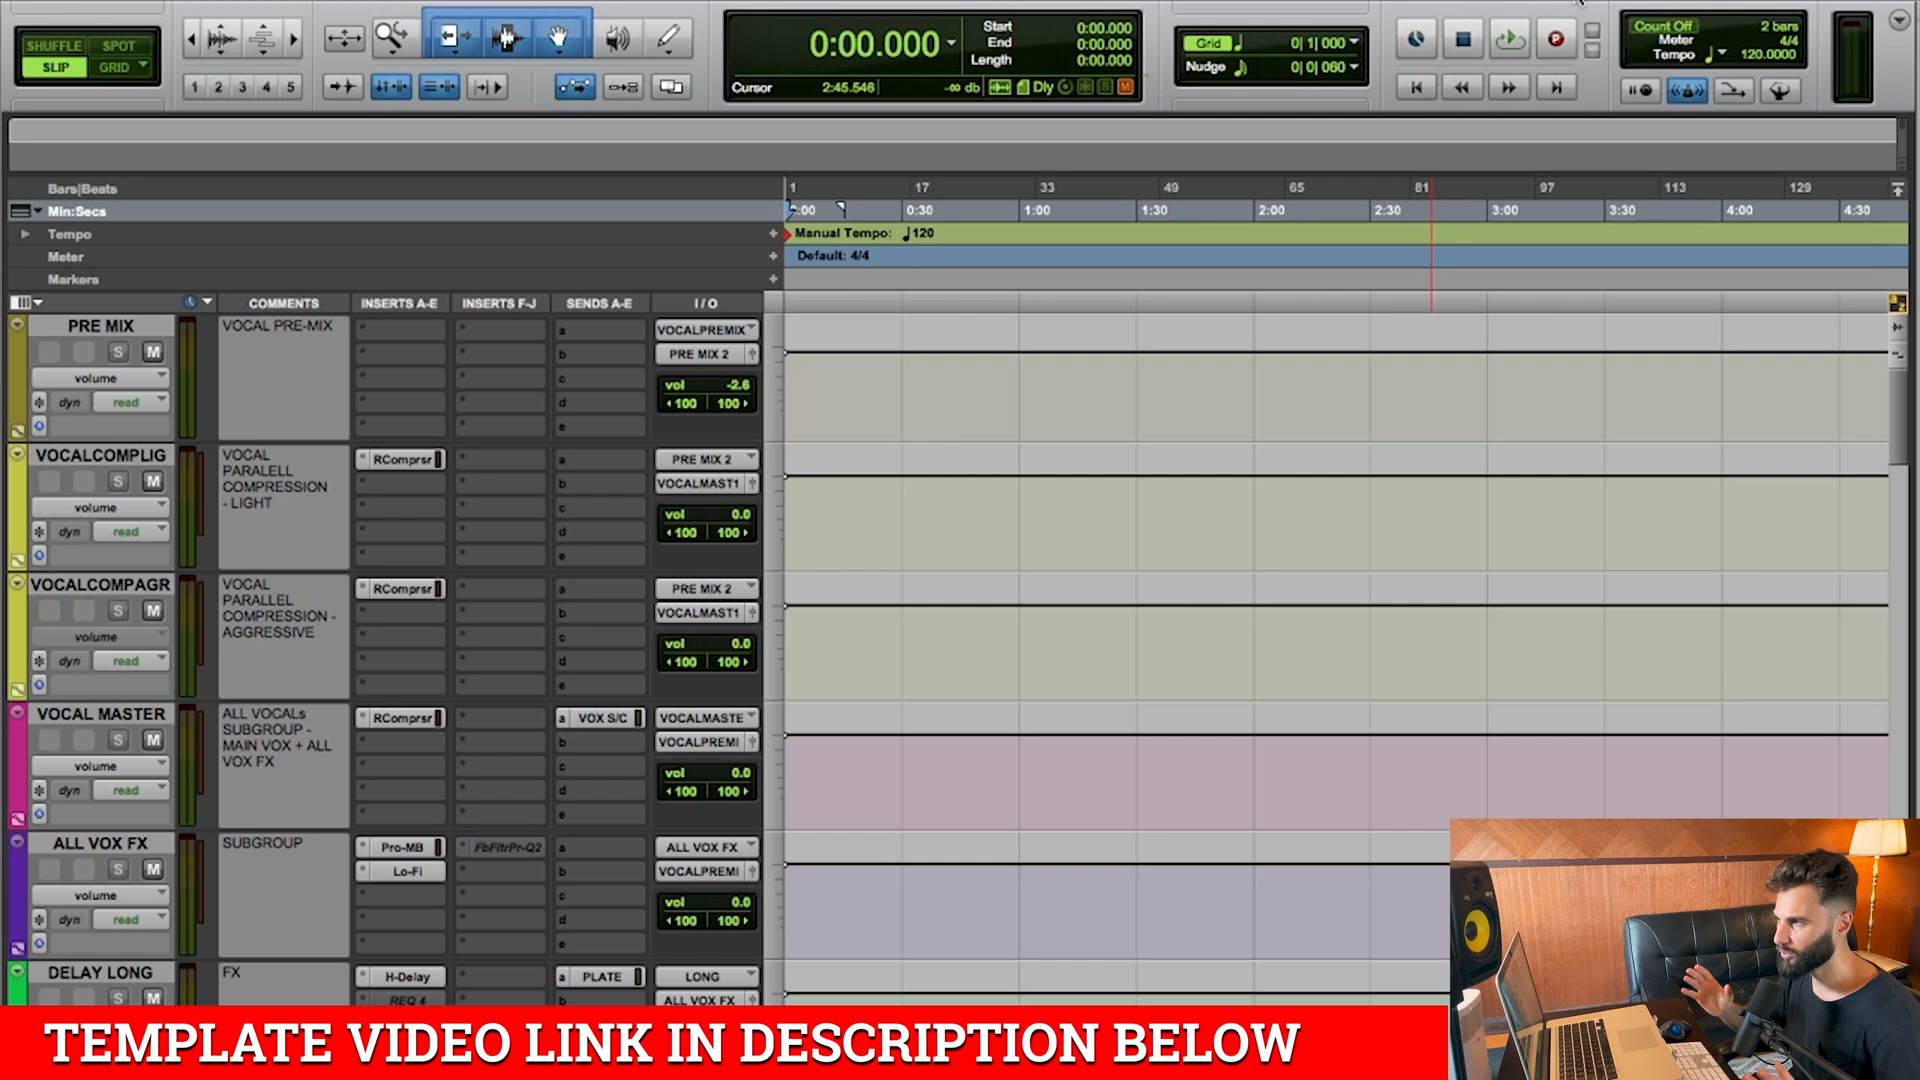 SHUFFLE SPOT
SLIP GRID
1 2 3 4 5
0:00.000
Start 0:00.000
End 0:00.000
Length 0:00.000
Cursor 2:45.546 -∞ db Dly S M
Grid 0| 1| 000
Nudge 0| 0| 060
Count Off 2 bars
Meter 4/4
Tempo 120.0000
Bars|Beats 1 17 33 49 65 81 97 113 129
Min:Secs 0:30 1:00 1:30 2:00 2:30 3:00 3:30 4:00 4:30
Tempo + Manual Tempo: 120
Meter + Default: 4/4
Markers +
COMMENTS INSERTS A-E INSERTS F-J SENDS A-E I / O
PRE MIX VOCAL PRE-MIX a VOCALPREMIX
S M b PRE MIX 2
volume c vol -2.6
dyn read d 100 100
e
VOCALCOMPLIG VOCAL RComprsr a PRE MIX 2
PARALELL
S M COMPRESSION b VOCALMAST1
- LIGHT
volume c vol 0.0
dyn read d 100 100
e
VOCALCOMPAGR VOCAL RComprsr a PRE MIX 2
PARALLEL
S M COMPRESSION - b VOCALMAST1
AGGRESSIVE
volume c vol 0.0
dyn read d 100 100
e
VOCAL MASTER ALL VOCALs RComprsr a VOX S/C VOCALMASTE
SUBGROUP -
S M MAIN VOX + ALL b VOCALPREMI
VOX FX
volume c vol 0.0
dyn read d 100 100
e
ALL VOX FX SUBGROUP Pro-MB FbFltrPr-Q2 a ALL VOX FX
S M Lo-Fi b VOCALPREMI
volume c vol 0.0
dyn read d 100 100
e
DELAY LONG FX H-Delay a PLATE LONG
S M REQ 4 b ALL VOX FX
TEMPLATE VIDEO LINK IN DESCRIPTION BELOW